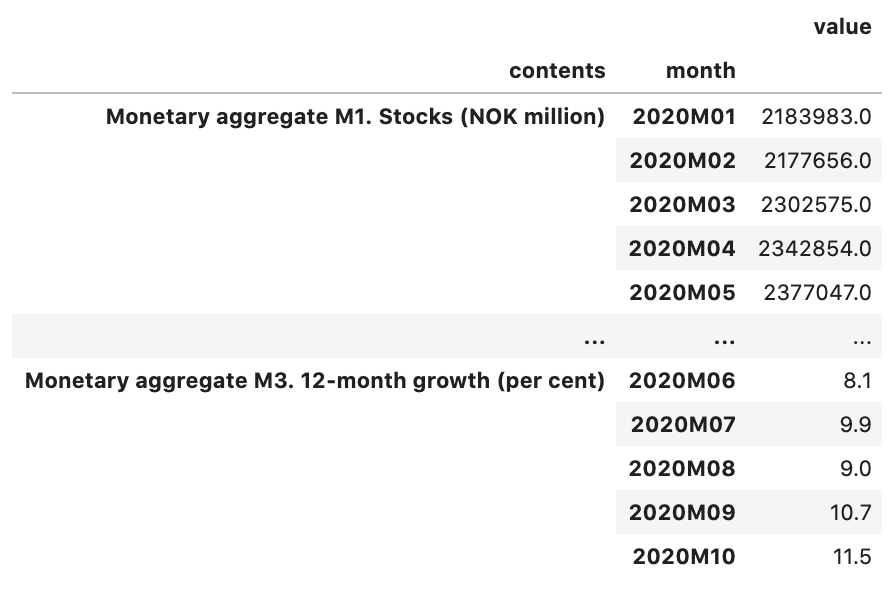 value
contents month
Monetary aggregate M1. Stocks (NOK million) 2020M01 2183983.0
2020M02 2177656.0
2020M03 2302575.0
2020M04 2342854.0
2020M05 2377047.0
... ... ...
Monetary aggregate M3. 12-month growth (per cent) 2020M06 8.1
2020M07 9.9
2020M08 9.0
2020M09 10.7
2020M10 11.5